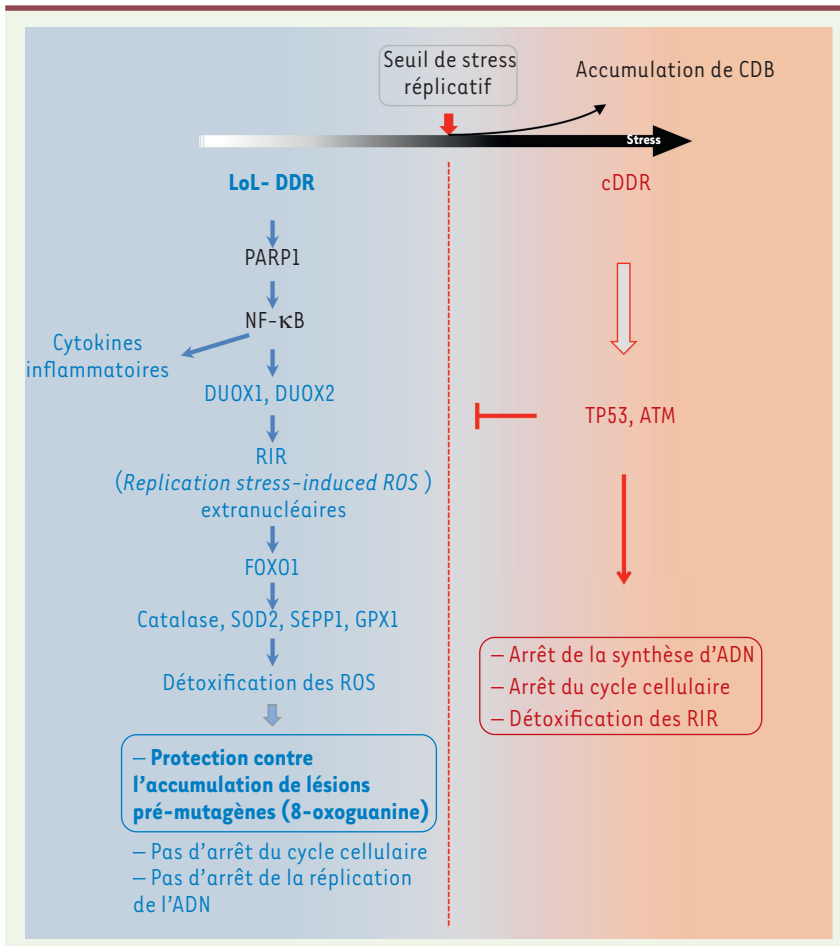 Seuil de stress
réplicatif
Accumulation de CDB
Stress
LoL- DDR
PARP1
NF-κB
Cytokines
inflammatoires
DUOX1, DUOX2
RIR
(Replication stress-induced ROS )
extranucléaires
FOXO1
Catalase, SOD2, SEPP1, GPX1
Détoxification des ROS
– Protection contre
l’accumulation de lésions
pré-mutagènes (8-oxoguanine)
– Pas d’arrêt du cycle cellulaire
– Pas d’arrêt de la réplication
de l’ADN
cDDR
TP53, ATM
– Arrêt de la synthèse d’ADN
– Arrêt du cycle cellulaire
– Détoxification des RIR